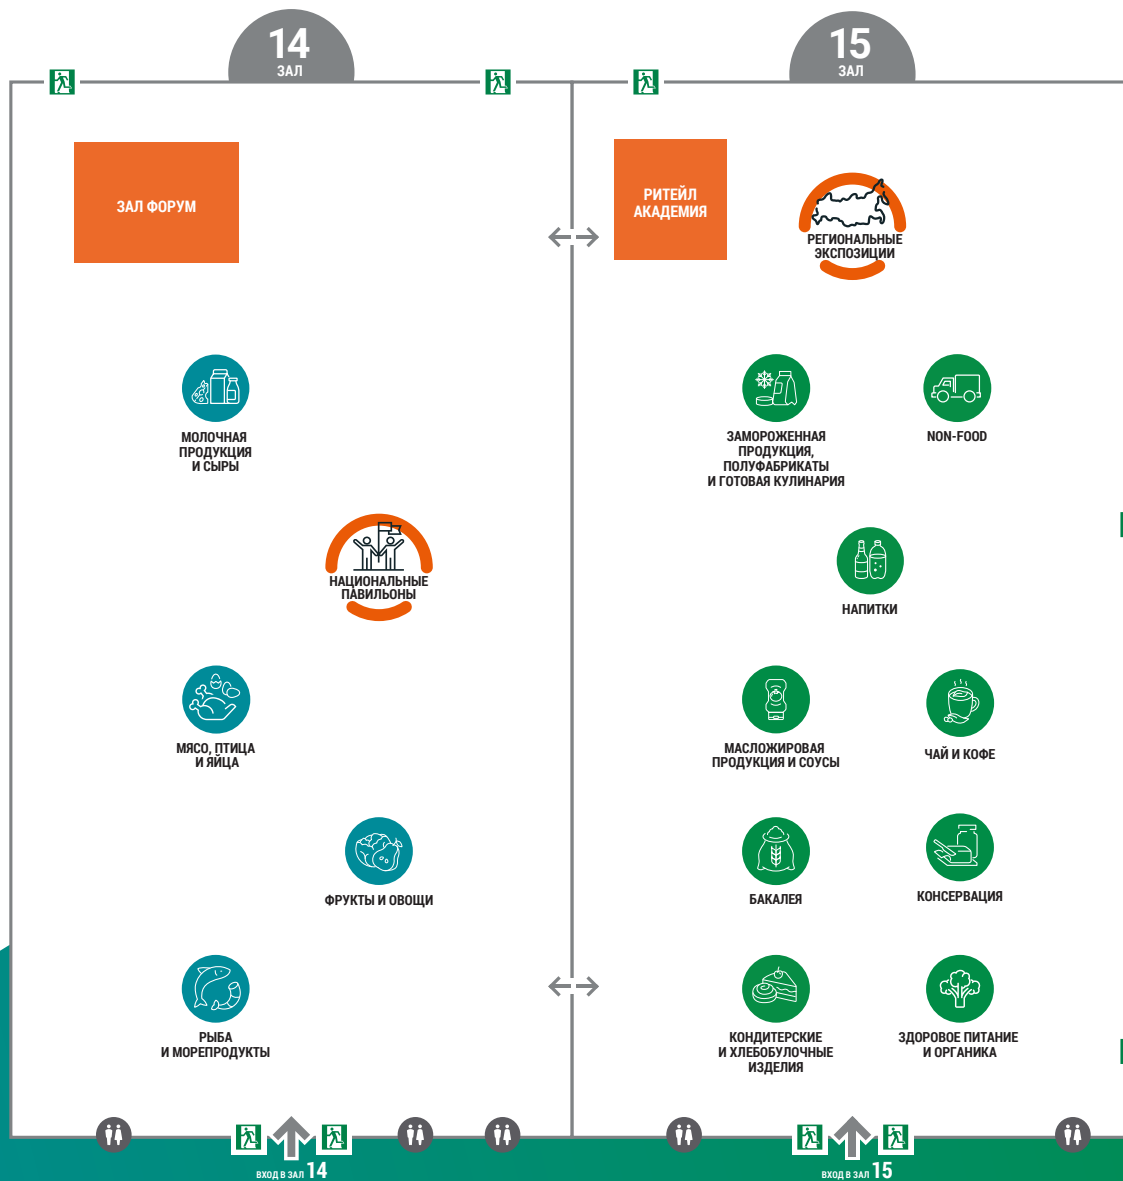 14
ЗАЛ
15
ЗАЛ
ЗАЛ ФОРУМ
РИТЕЙЛ
АКАДЕМИЯ
РЕГИОНАЛЬНЫЕ
ЭКСПОЗИЦИИ
МОЛОЧНАЯ
ПРОДУКЦИЯ
И СЫРЫ
ЗАМОРОЖЕННАЯ
ПРОДУКЦИЯ,
ПОЛУФАБРИКАТЫ
И ГОТОВАЯ КУЛИНАРИЯ
NON-FOOD
НАЦИОНАЛЬНЫЕ
ПАВИЛЬОНЫ
НАПИТКИ
МЯСО, ПТИЦА
И ЯЙЦА
МАСЛОЖИРОВАЯ
ПРОДУКЦИЯ И СОУСЫ
ЧАЙ И КОФЕ
ФРУКТЫ И ОВОЩИ
БАКАЛЕЯ
КОНСЕРВАЦИЯ
РЫБА
И МОРЕПРОДУКТЫ
КОНДИТЕРСКИЕ
И ХЛЕБОБУЛОЧНЫЕ
ИЗДЕЛИЯ
ЗДОРОВОЕ ПИТАНИЕ
И ОРГАНИКА
ВХОД В ЗАЛ 14
ВХОД В ЗАЛ 15